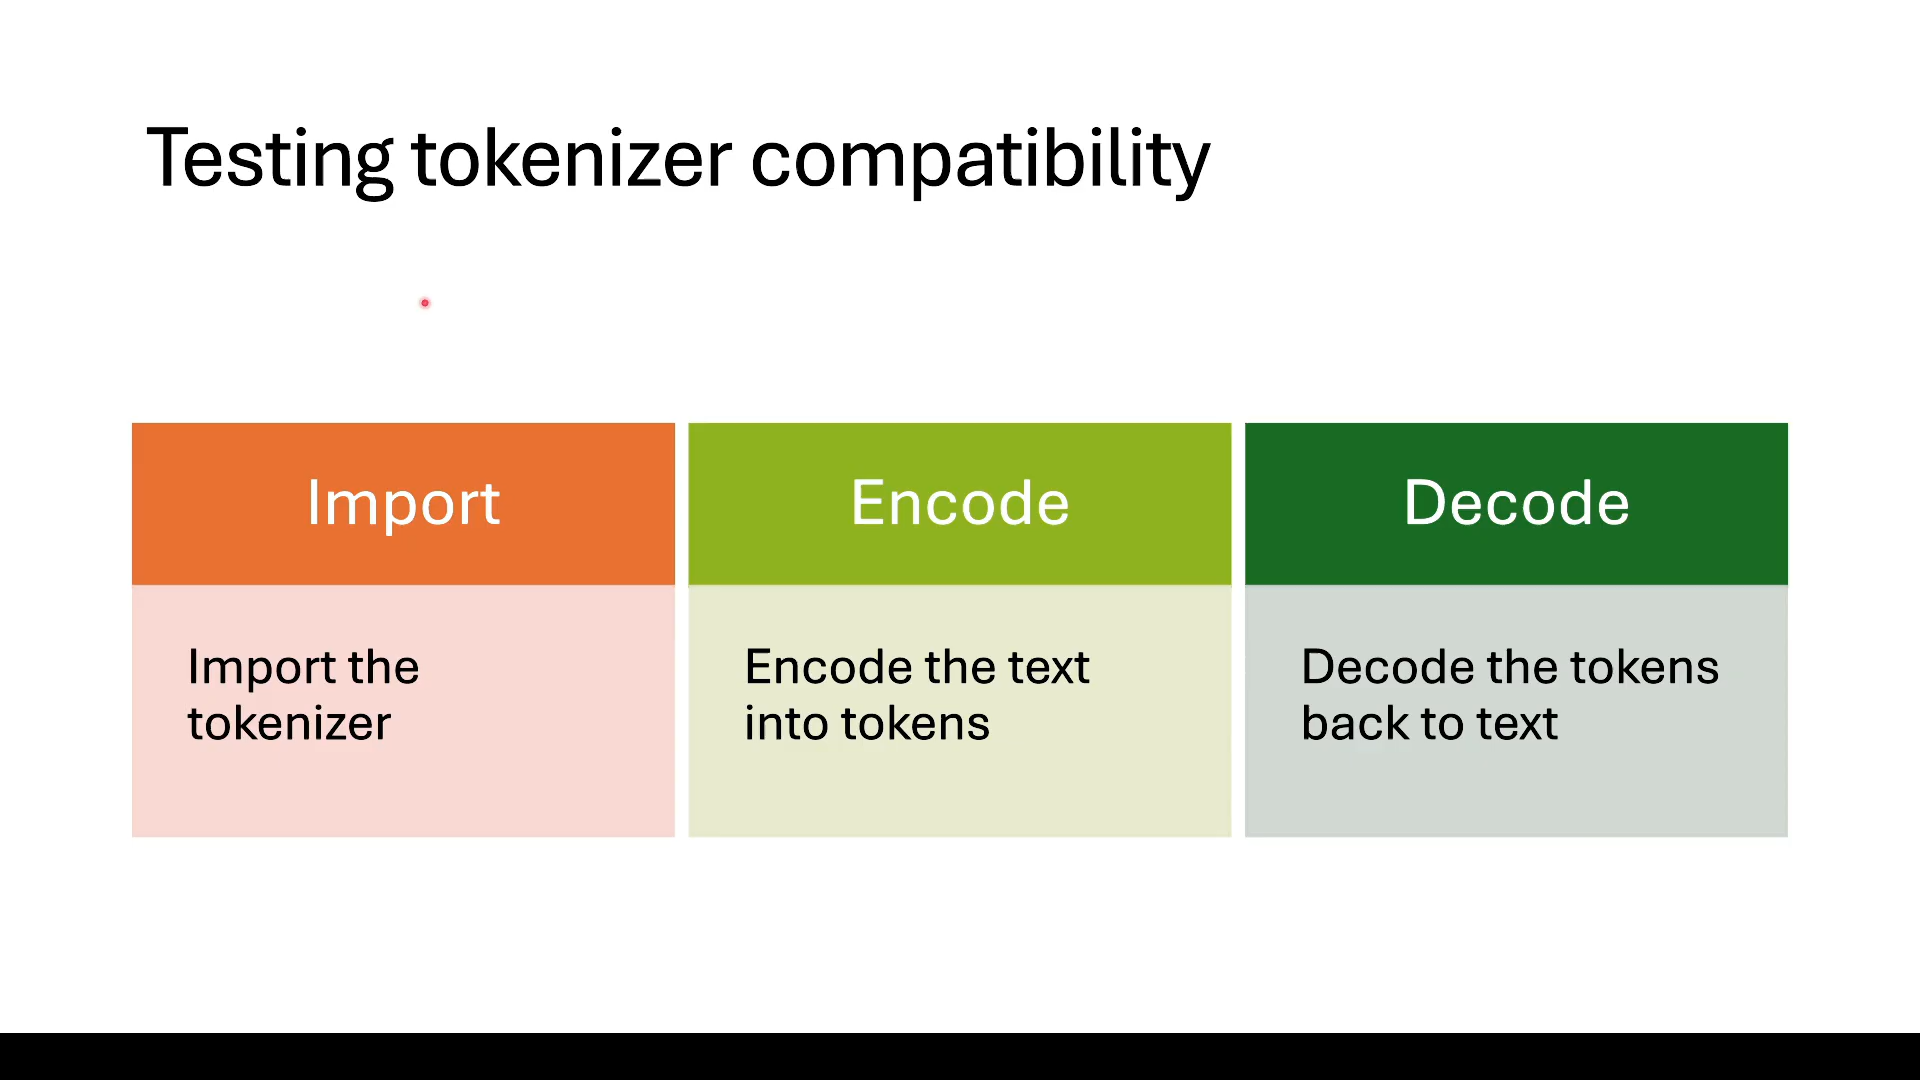 Testing tokenizer compatibility
Import
Encode
Decode
Import the
tokenizer
Encode the text
into tokens
Decode the tokens
back to text